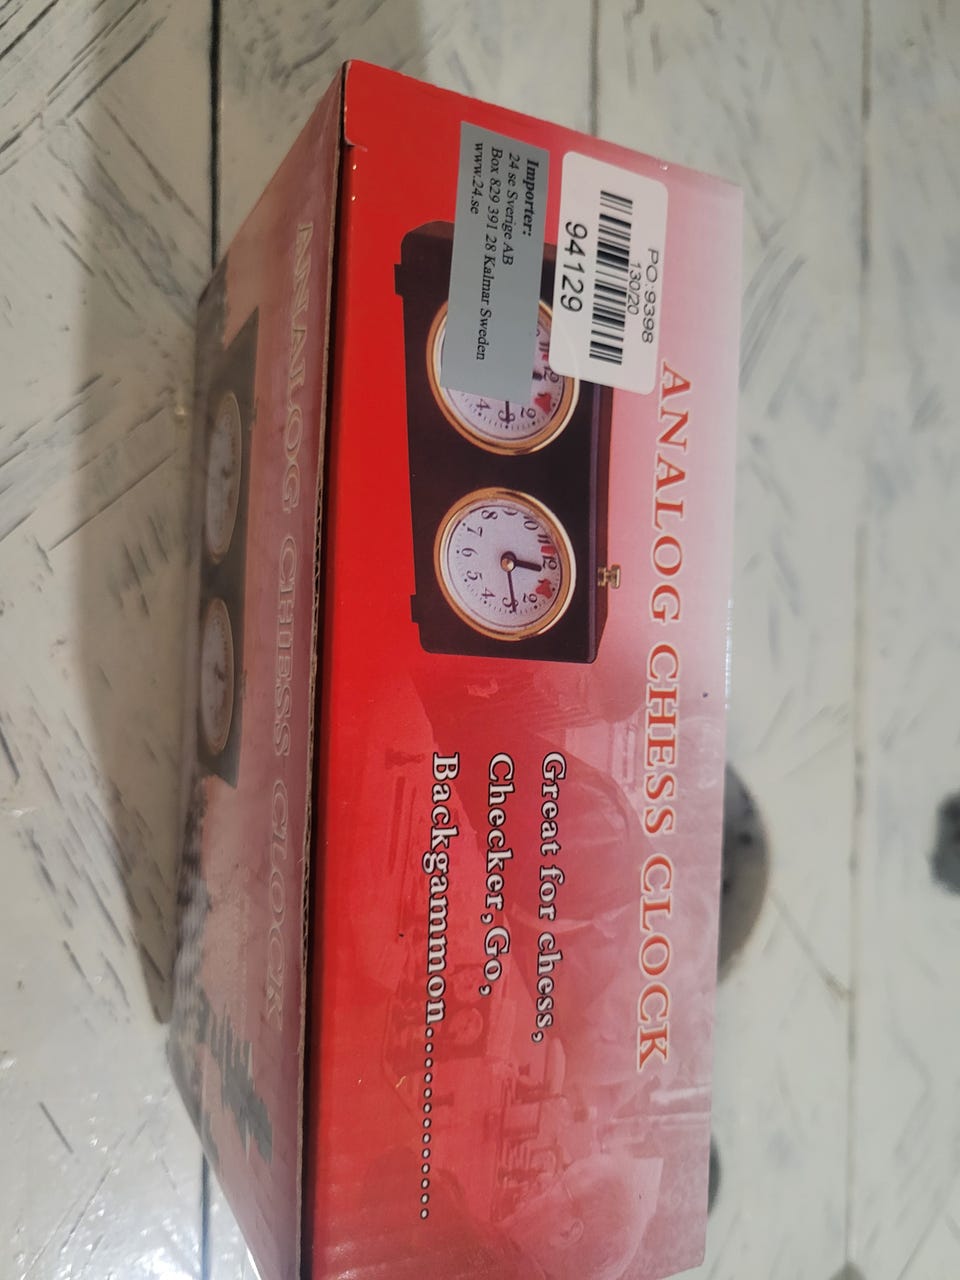 ANALOG CHESS CLOCK
PO:9398
130/20
94129
Importer:
24 se Sverige AB
Box 829 391 28 Kalmar Sweden
www.24.se
Great for chess,
Checker,Go,
Backgammon...............
ANALOG CHESS CLOCK